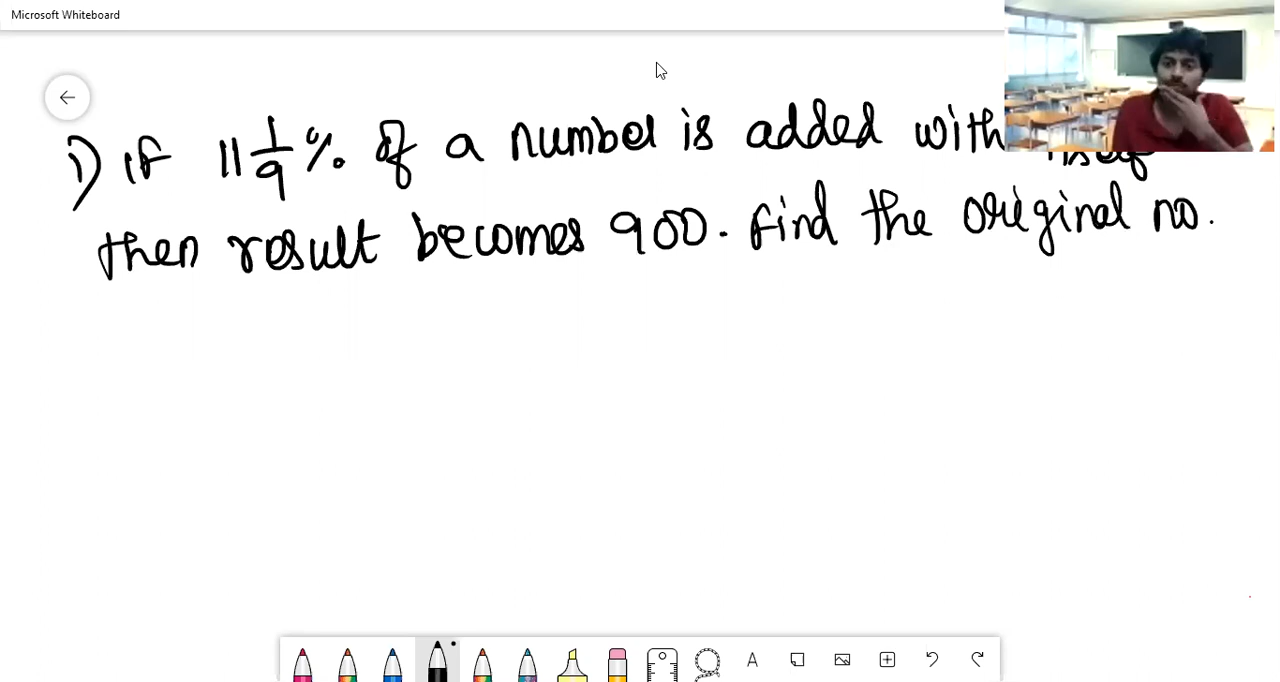 Microsoft Whiteboard
1) if 11 1/9 % of a number is added with itself
then result becomes 900. find the original no.
A